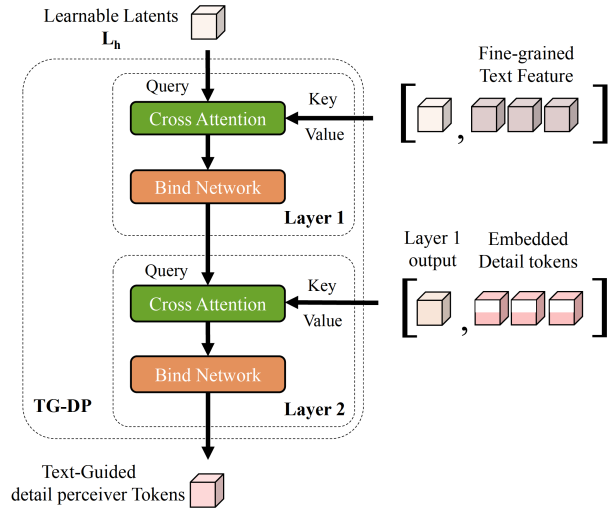 Learnable Latents
L_h
Query
Cross Attention
Key
Value
Fine-grained
Text Feature
[ , ]
Bind Network
Layer 1
Query
Cross Attention
Key
Value
Layer 1
output
Embedded
Detail tokens
[ , ]
Bind Network
Layer 2
TG-DP
Text-Guided
detail perceiver Tokens